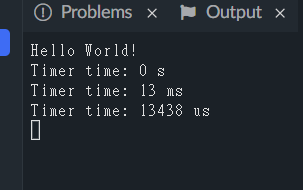 Problems × Output ×
Hello World!
Timer time: 0 s
Timer time: 13 ms
Timer time: 13438 us